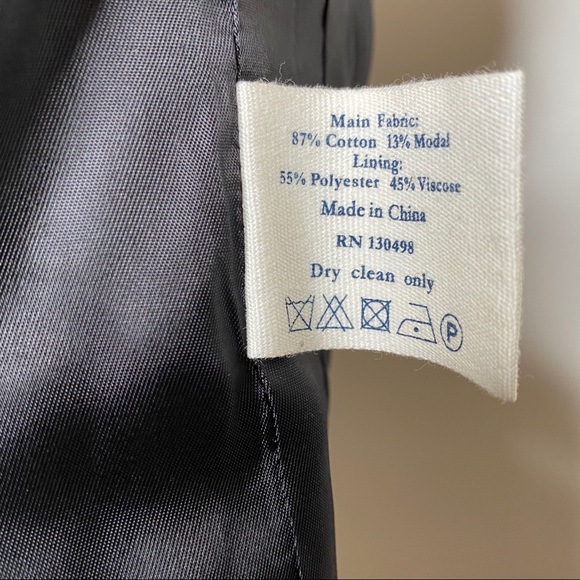 Main Fabric:
87% Cotton 13% Modal
Lining:
55% Polyester 45% Viscose
Made in China
RN 130498
Dry clean only
P